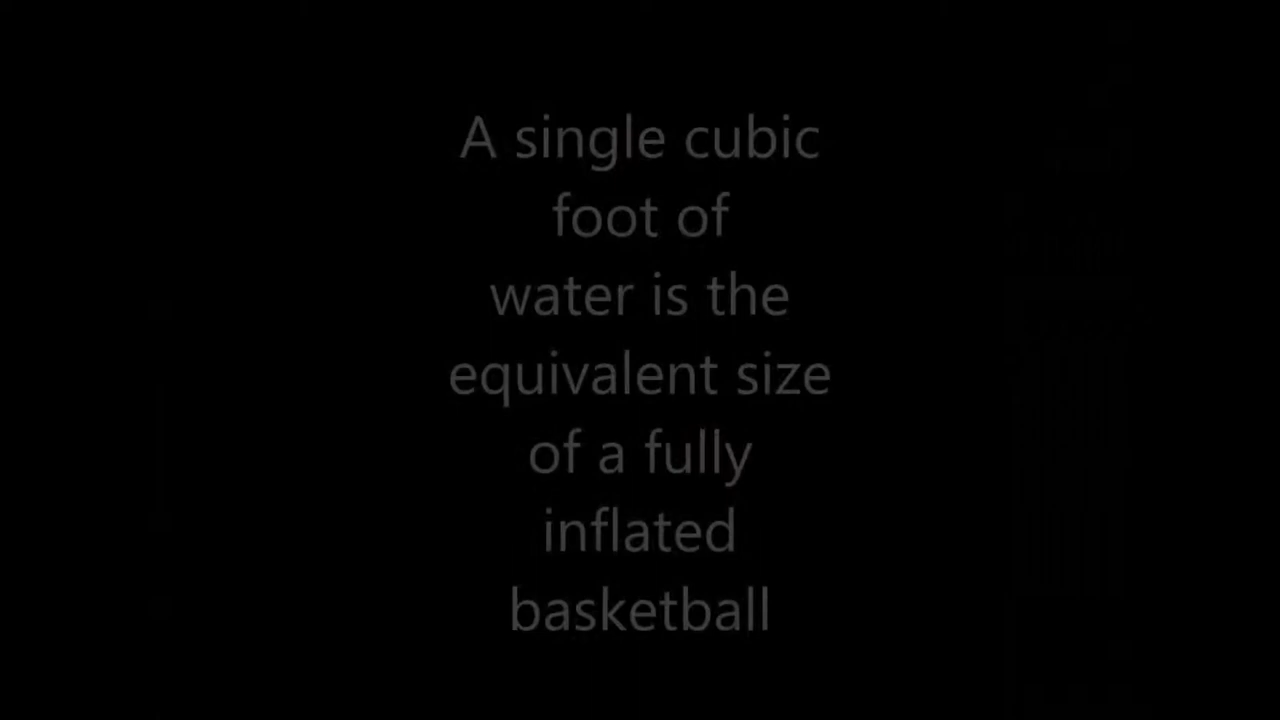 A single cubic
foot of
water is the
equivalent size
of a fully
inflated
basketball